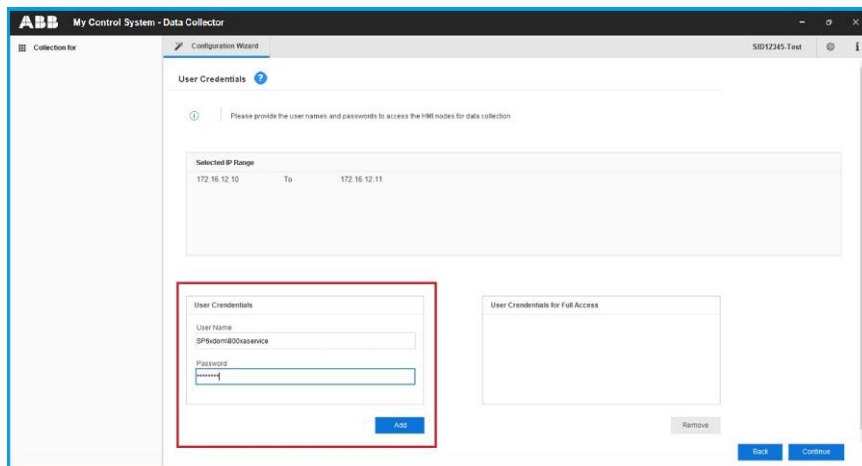 ABB My Control System - Data Collector
Collection for
Configuration Wizard
SID12345-Test
User Credentials ?
Please provide the user names and passwords to access the HMI nodes for data collection
Selected IP Range
172.16.12.10 To 172.16.12.11
User Crendentials
User Name
SP6xdom\800xaservice
Password
********
Add
User Crendentials for Full Access
Remove
Back
Continue